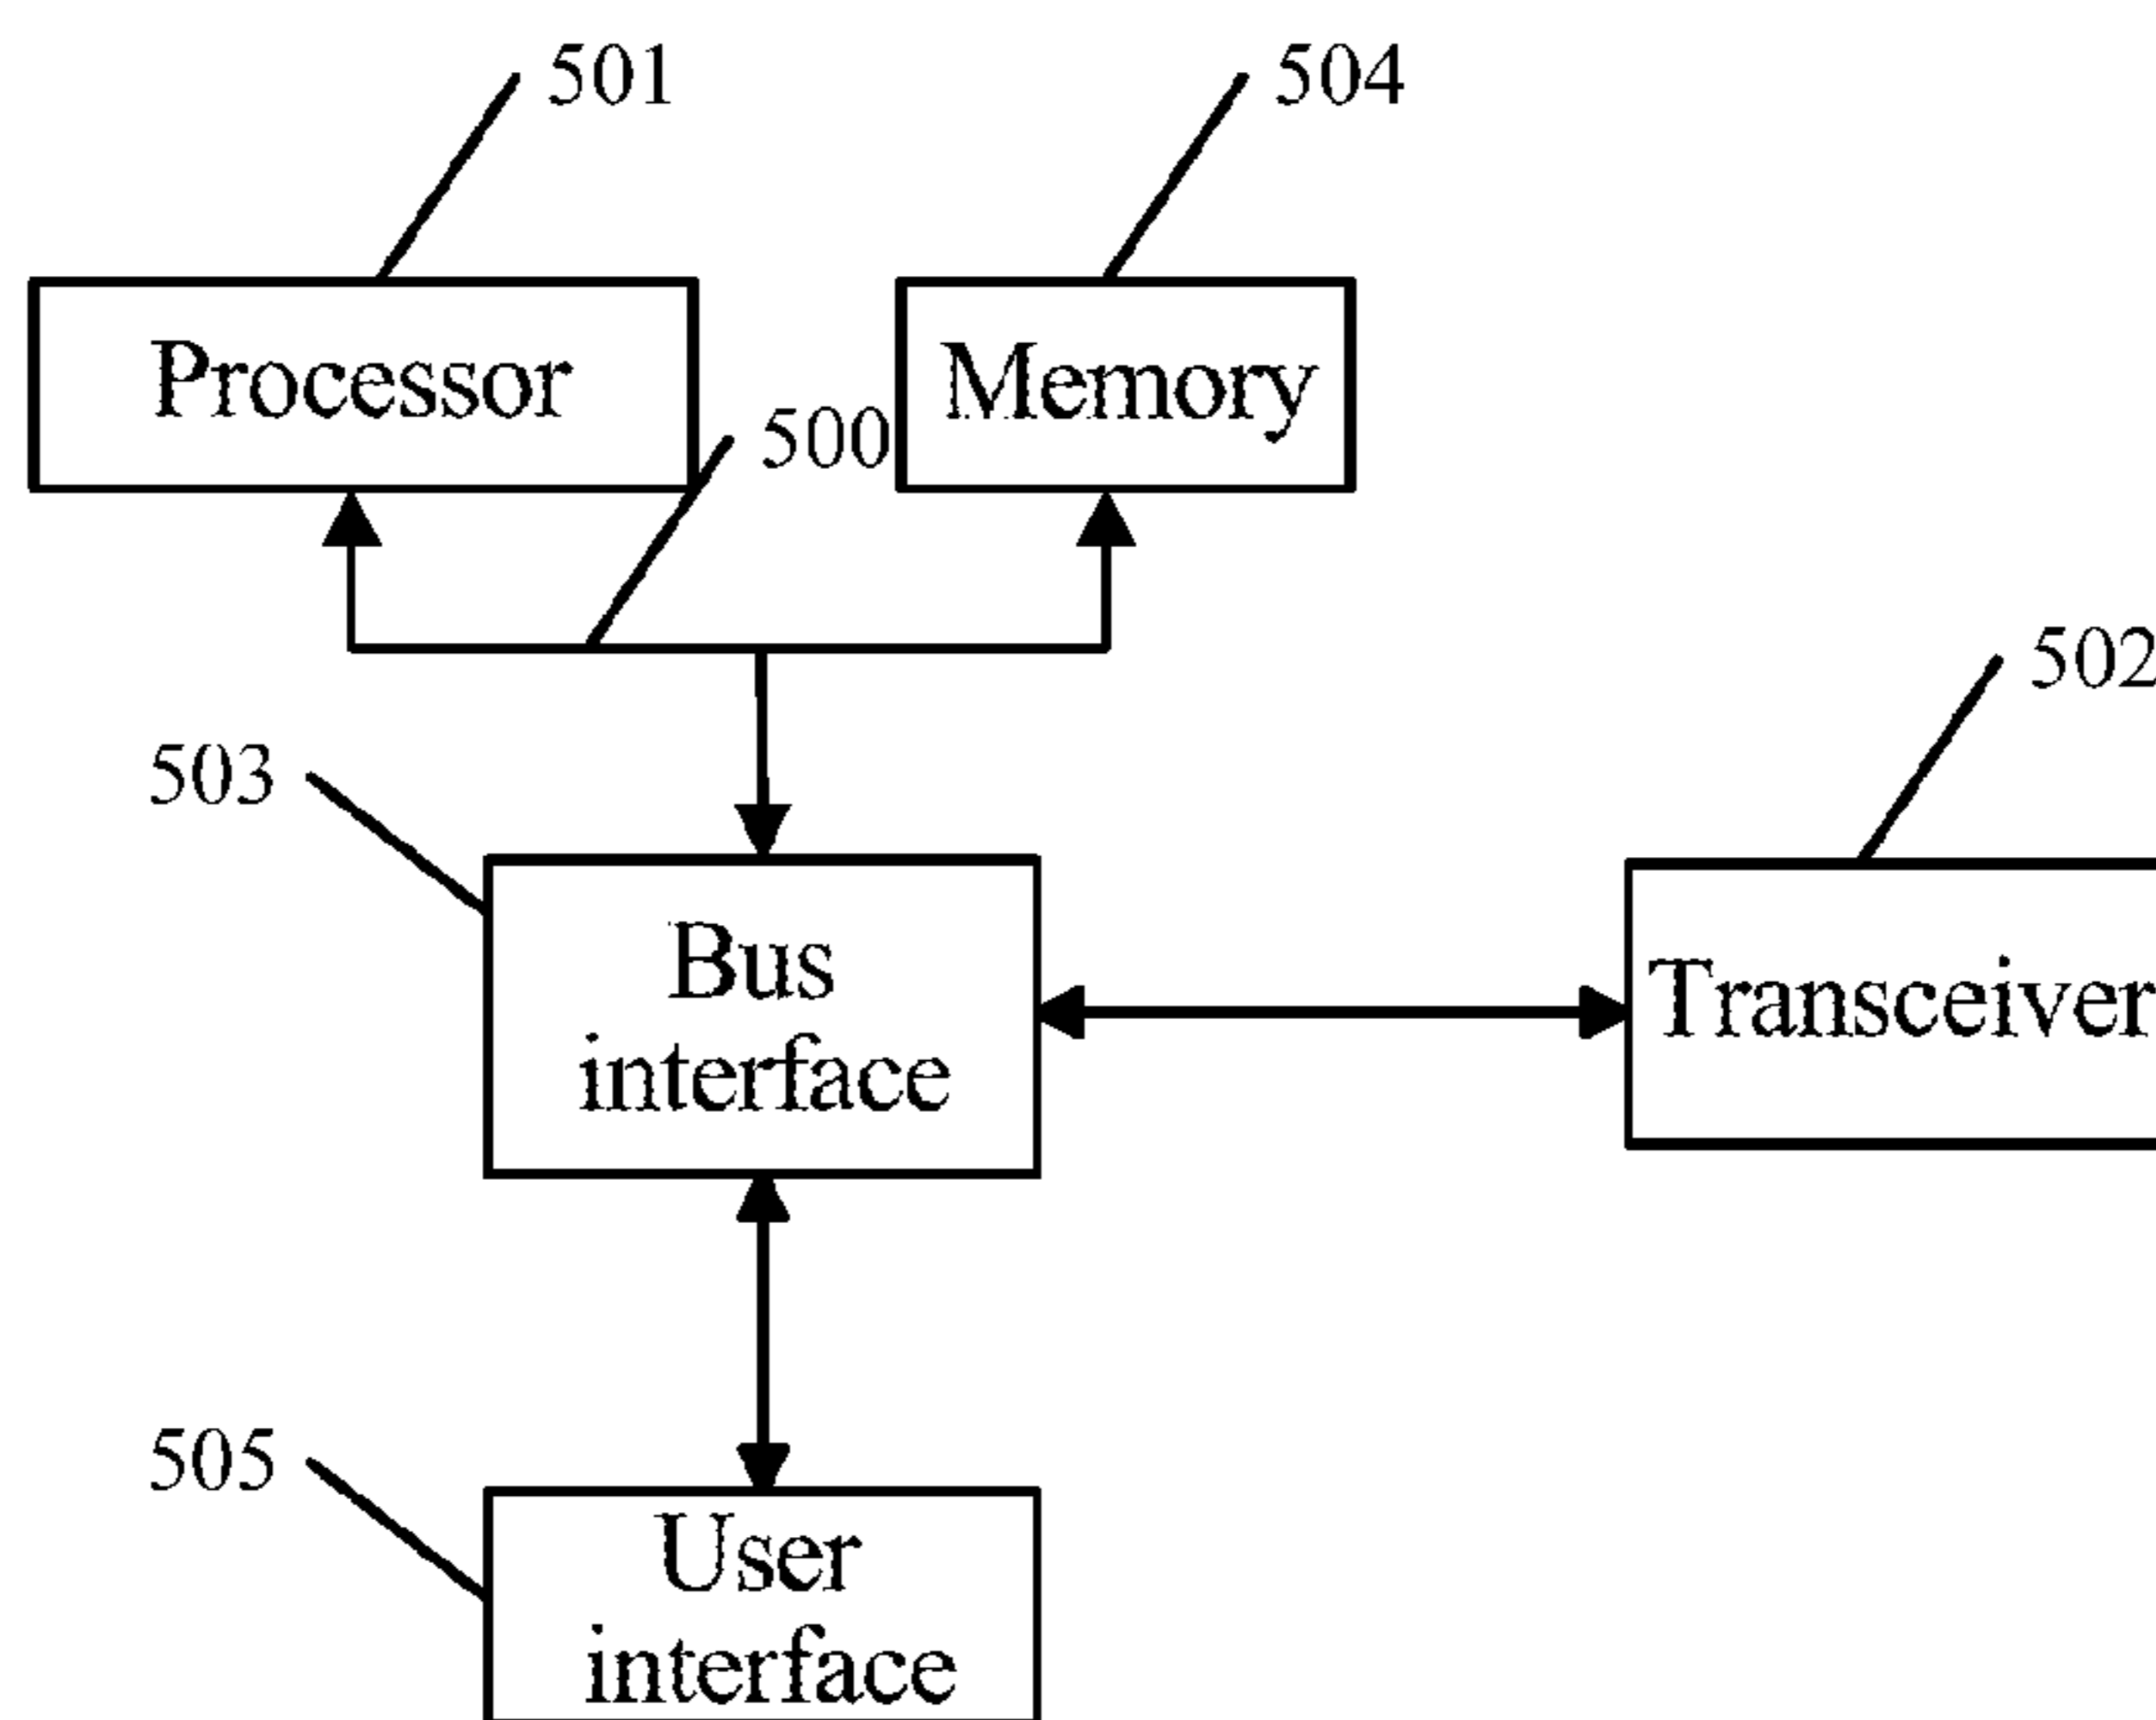 501
504
Processor
Memory
500
502
503
Bus
interface
Transceiver
505
User
interface